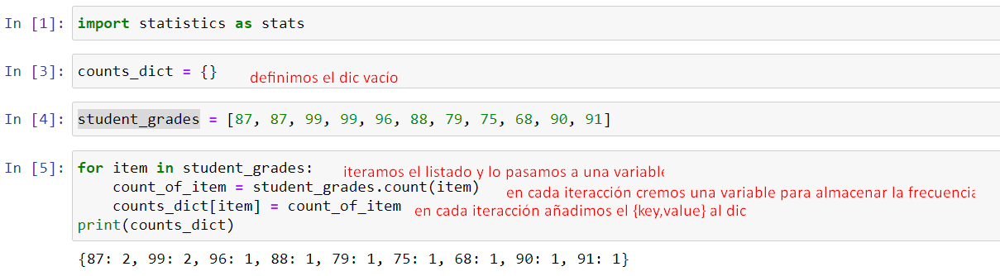 In [1]: import statistics as stats
In [3]: counts_dict = {} definimos el dic vacío
In [4]: student_grades = [87, 87, 99, 99, 96, 88, 79, 75, 68, 90, 91]
In [5]: for item in student_grades: iteramos el listado y lo pasamos a una variable
count_of_item = student_grades.count(item) en cada iteracción cremos una variable para almacenar la frecuencia
counts_dict[item] = count_of_item en cada iteracción añadimos el {key,value} al dic
print(counts_dict)
{87: 2, 99: 2, 96: 1, 88: 1, 79: 1, 75: 1, 68: 1, 90: 1, 91: 1}